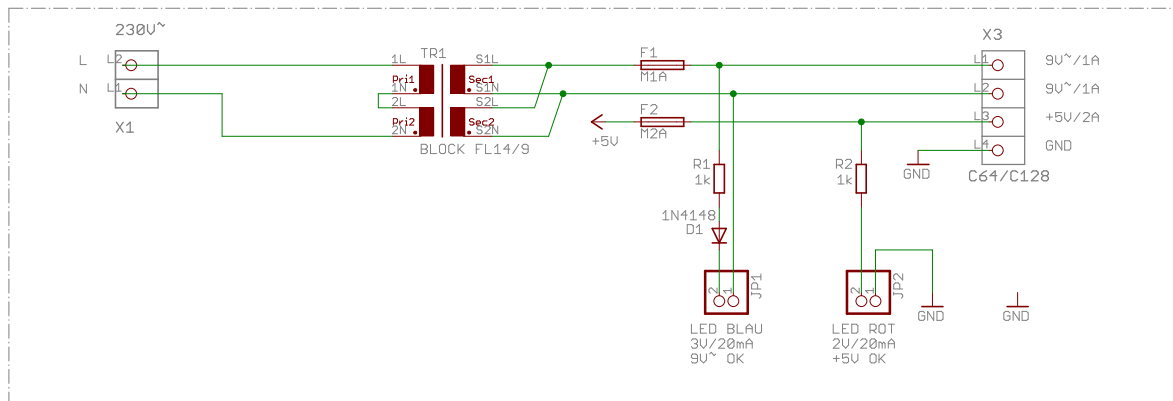 230V~
L L2
N L1
X1
TR1
1L S1L
Pri1 Sec1
1N S1N
2L S2L
Pri2 Sec2
2N S2N
BLOCK FL14/9
F1
M1A
F2
M2A
+5V
R1
1k
1N4148
D1
2 1
JP1
LED BLAU
3V/20mA
9V~ OK
R2
1k
2 1
JP2
LED ROT
2V/20mA
+5V OK
GND
GND
GND
X3
L1 9V~/1A
L2 9V~/1A
L3 +5V/2A
L4 GND
C64/C128